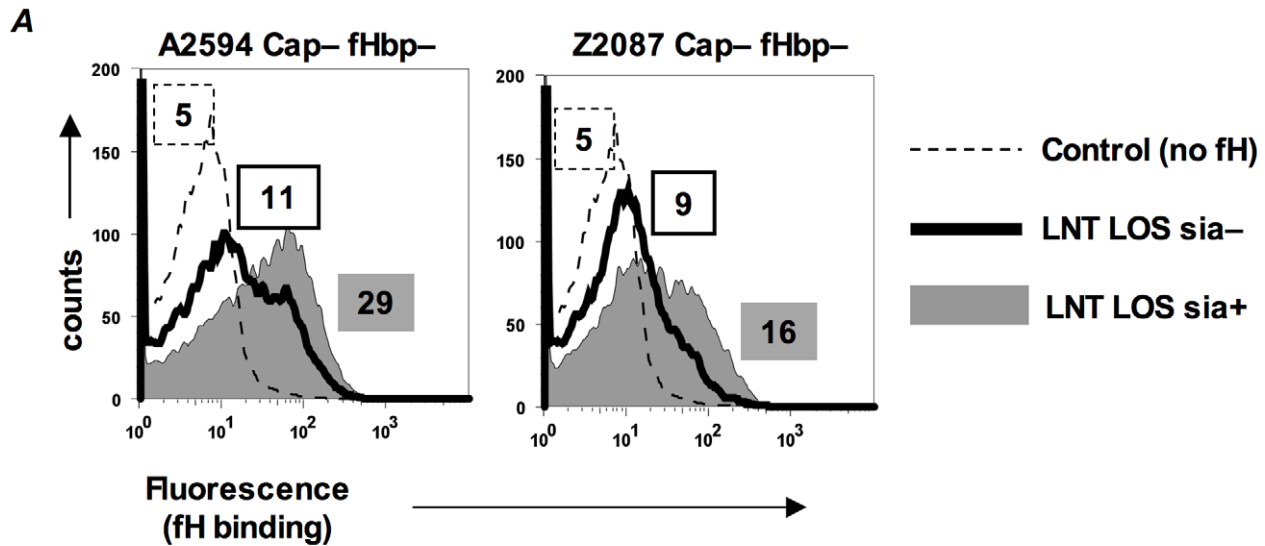 A
A2594 Cap– fHbp–
200
150
100
50
0
5
11
29
10⁰ 10¹ 10² 10³
counts
Z2087 Cap– fHbp–
200
150
100
50
0
5
9
16
10⁰ 10¹ 10² 10³
Control (no fH)
LNT LOS sia–
LNT LOS sia+
Fluorescence
(fH binding)